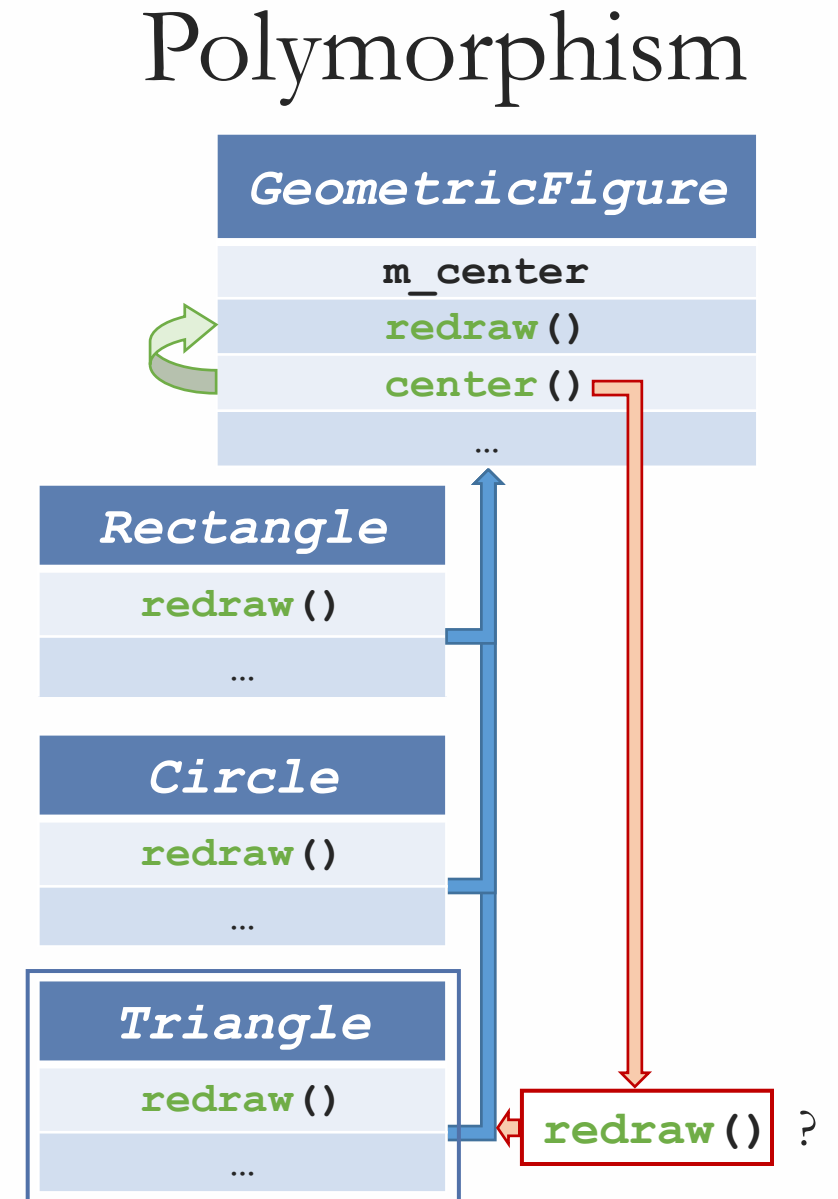 Polymorphism
GeometricFigure
m_center
redraw()
center()
...
Rectangle
redraw()
...
Circle
redraw()
...
Triangle
redraw()
...
redraw() ?